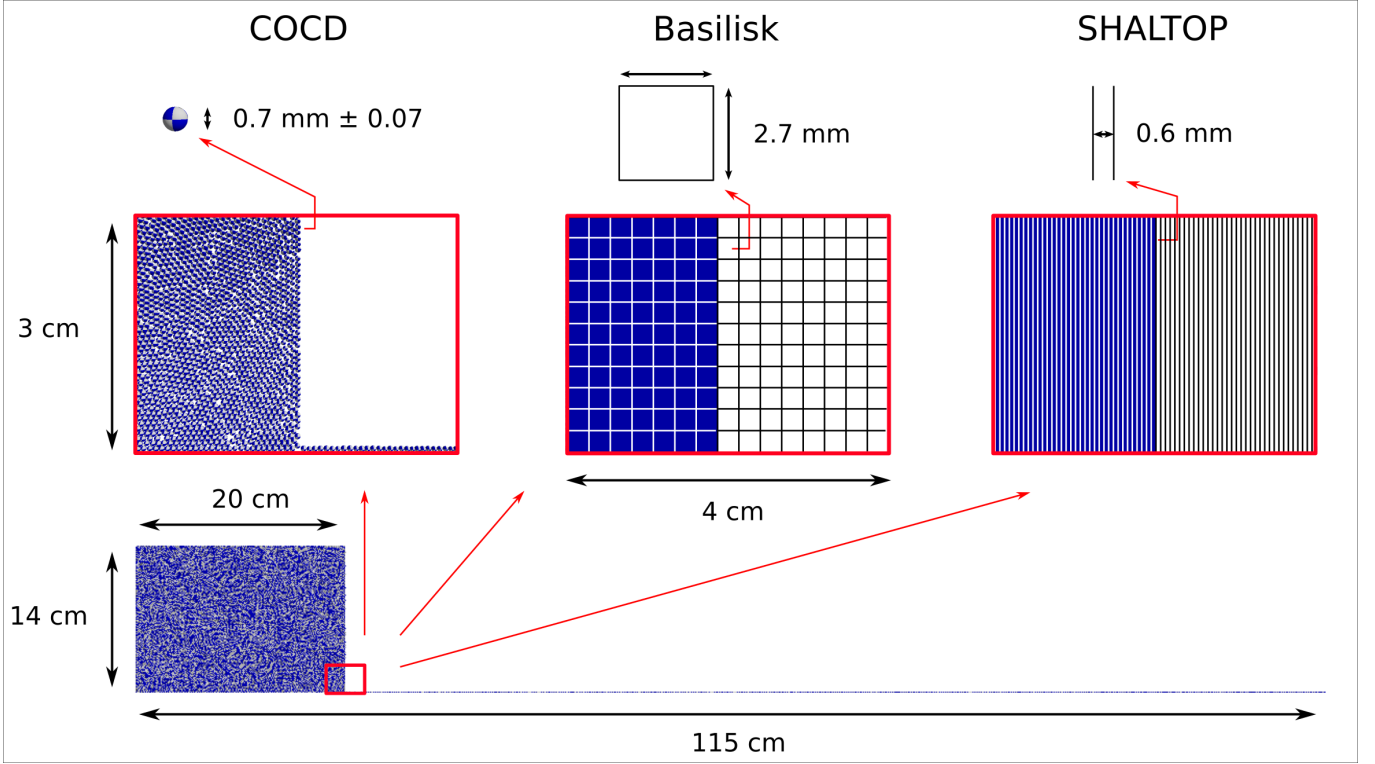 COCD
Basilisk
SHALTOP
0.7 mm ± 0.07
2.7 mm
0.6 mm
3 cm
4 cm
20 cm
14 cm
115 cm